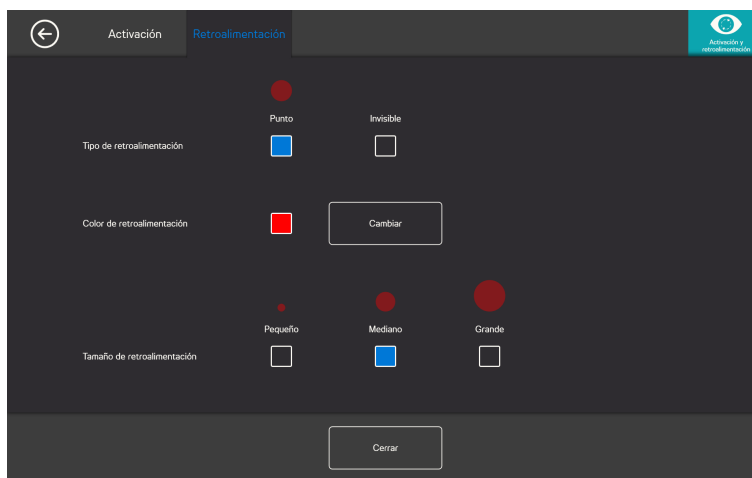 Activación
Retroalimentación
Activación y
retroalimentación
Punto
Invisible
Tipo de retroalimentación
Color de retroalimentación
Cambiar
Pequeño
Mediano
Grande
Tamaño de retroalimentación
Cerrar